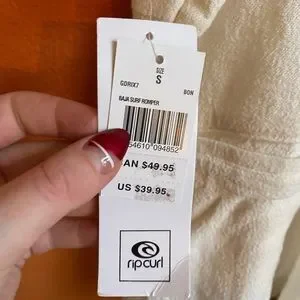 SIZE
S
GDRIX7 BON
BAJA SURF ROMPER
54610 094852
AN $49.95
US $39.95
rip curl